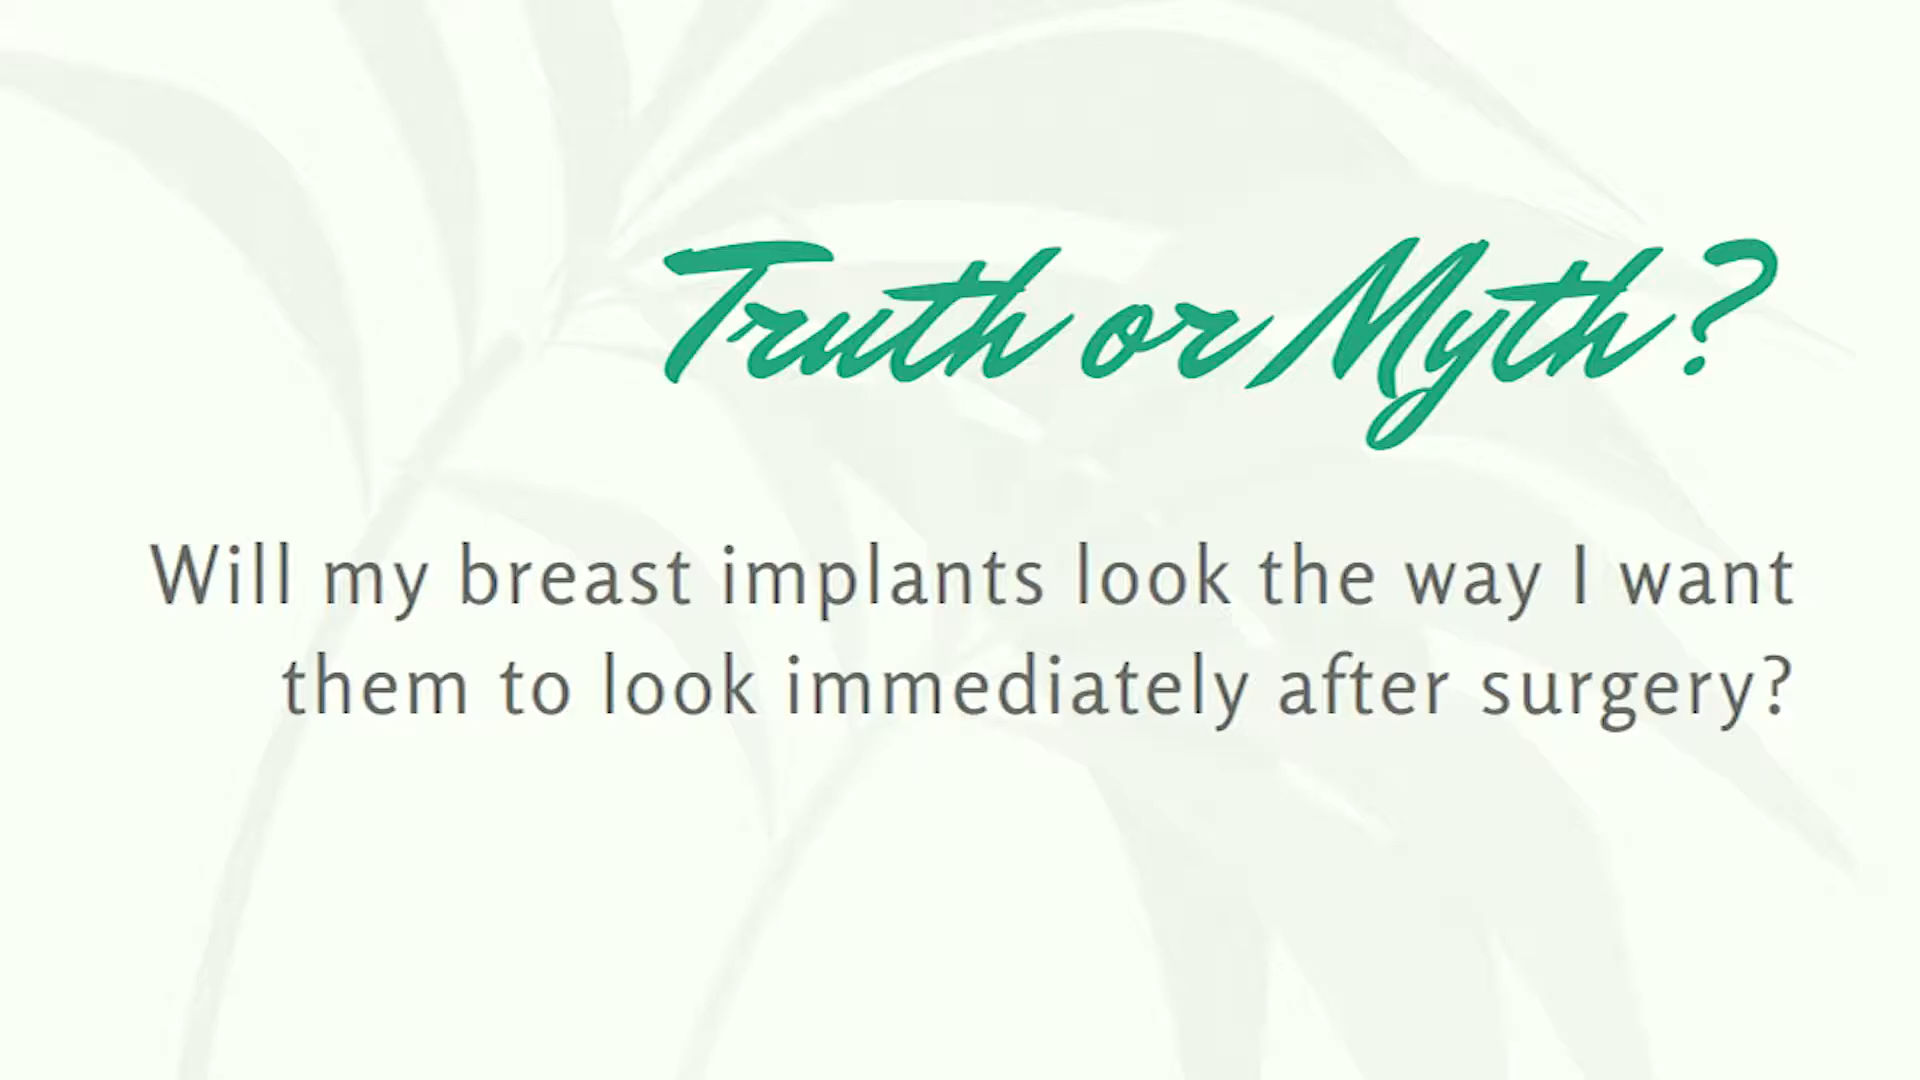 Truth or Myth?
Will my breast implants look the way I want
them to look immediately after surgery?